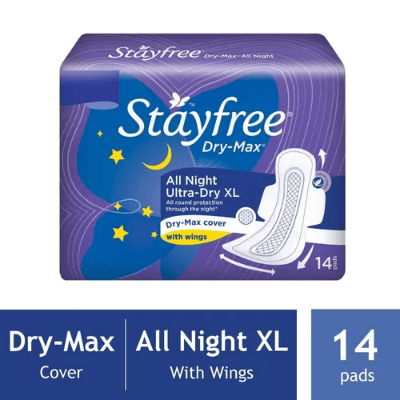 Stayfree
Dry-Max All Night
Stayfree
Dry-Max
All Night
Ultra-Dry XL
All round protection
through the night*
Dry-Max cover
with wings
14
pads
Dry-Max
Cover
All Night XL
With Wings
14
pads